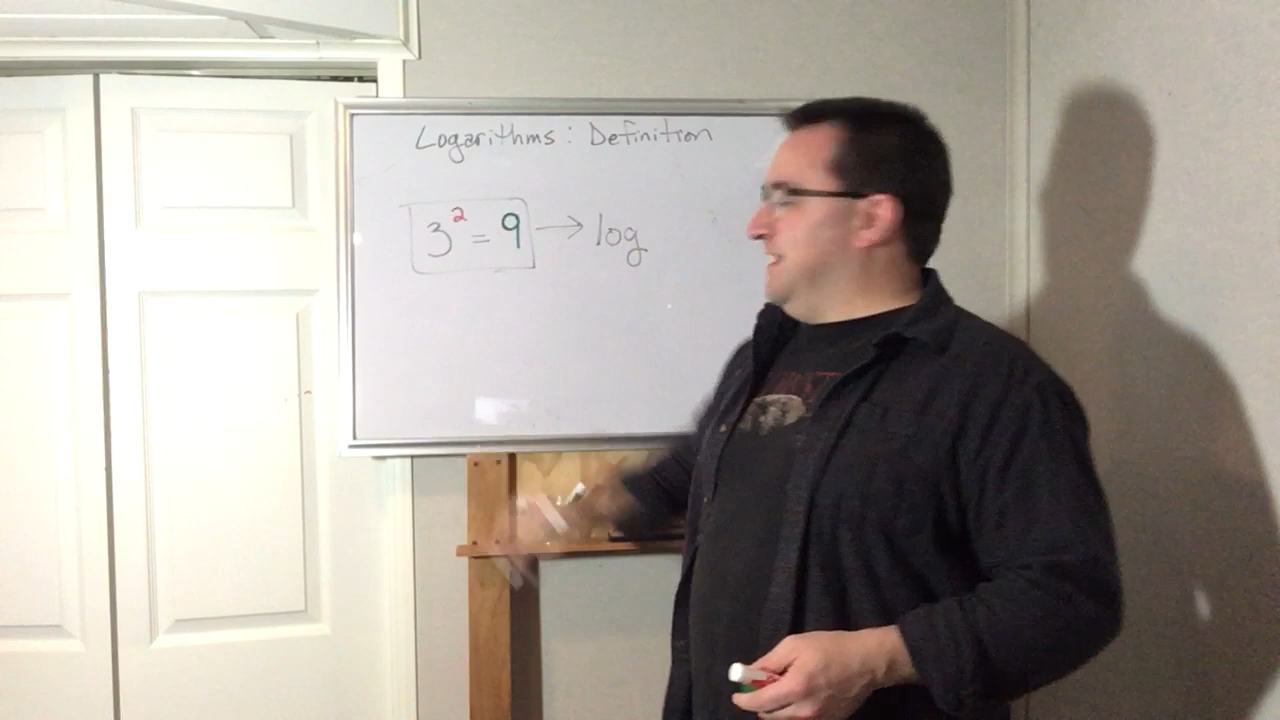 Logarithms: Definition
3² = 9 → log